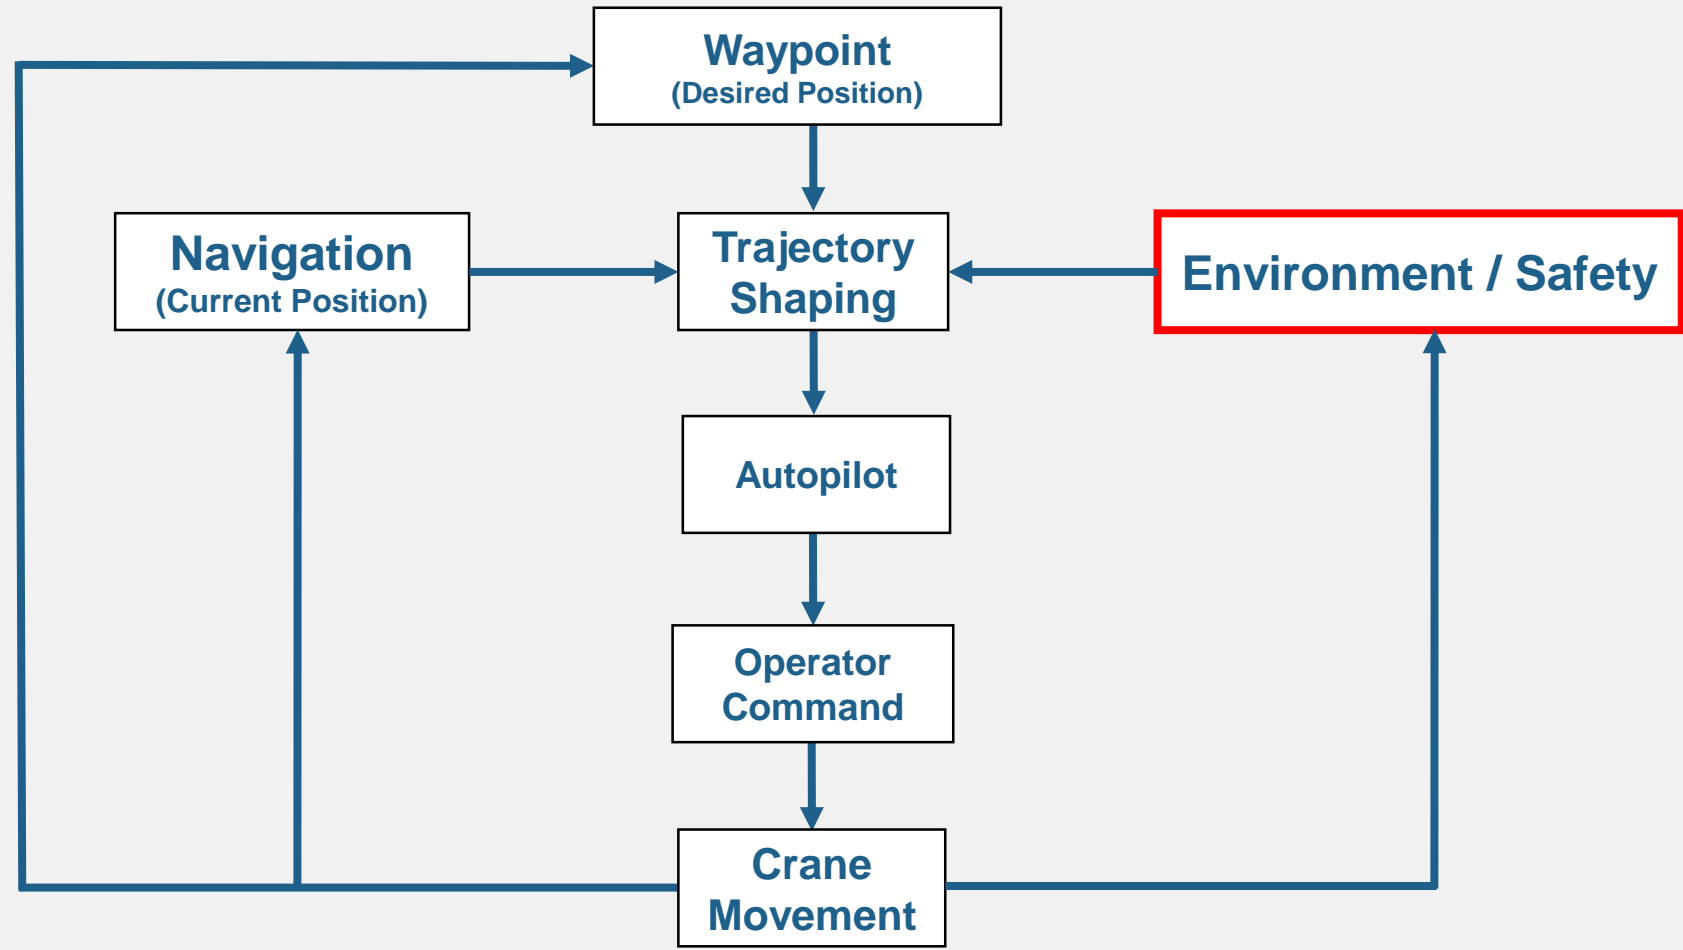 Waypoint
(Desired Position)
Navigation
(Current Position)
Trajectory
Shaping
Environment / Safety
Autopilot
Operator
Command
Crane
Movement